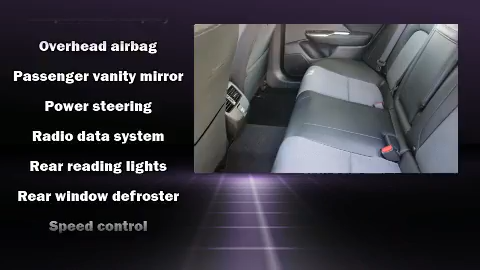 Overhead airbag
Passenger vanity mirror
Power steering
Radio data system
Rear reading lights
Rear window defroster
Speed control